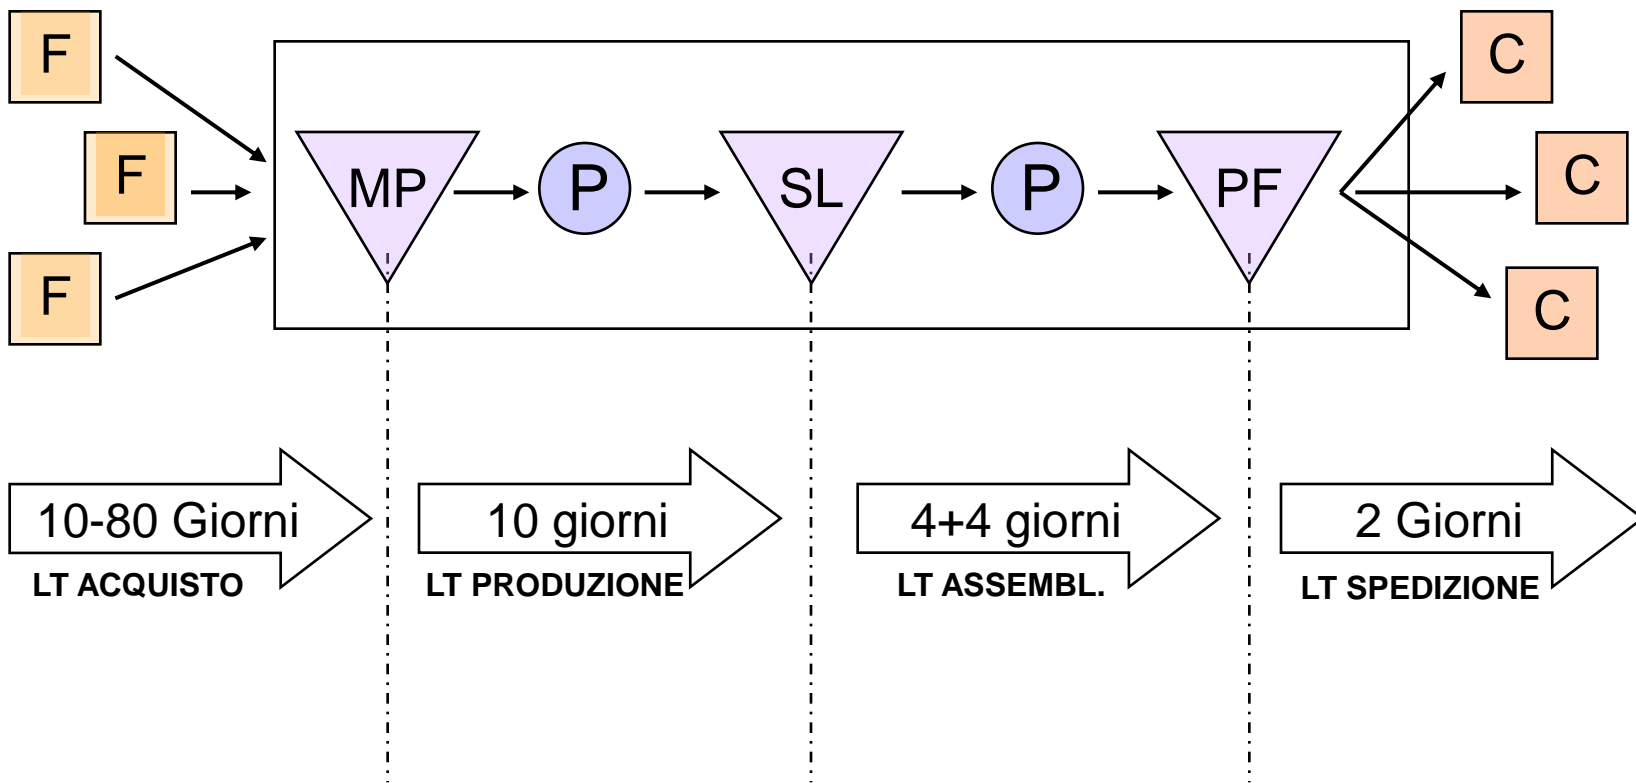 F
F
F
MP
P
SL
P
PF
C
C
C
10-80 Giorni
LT ACQUISTO
10 giorni
LT PRODUZIONE
4+4 giorni
LT ASSEMBL.
2 Giorni
LT SPEDIZIONE